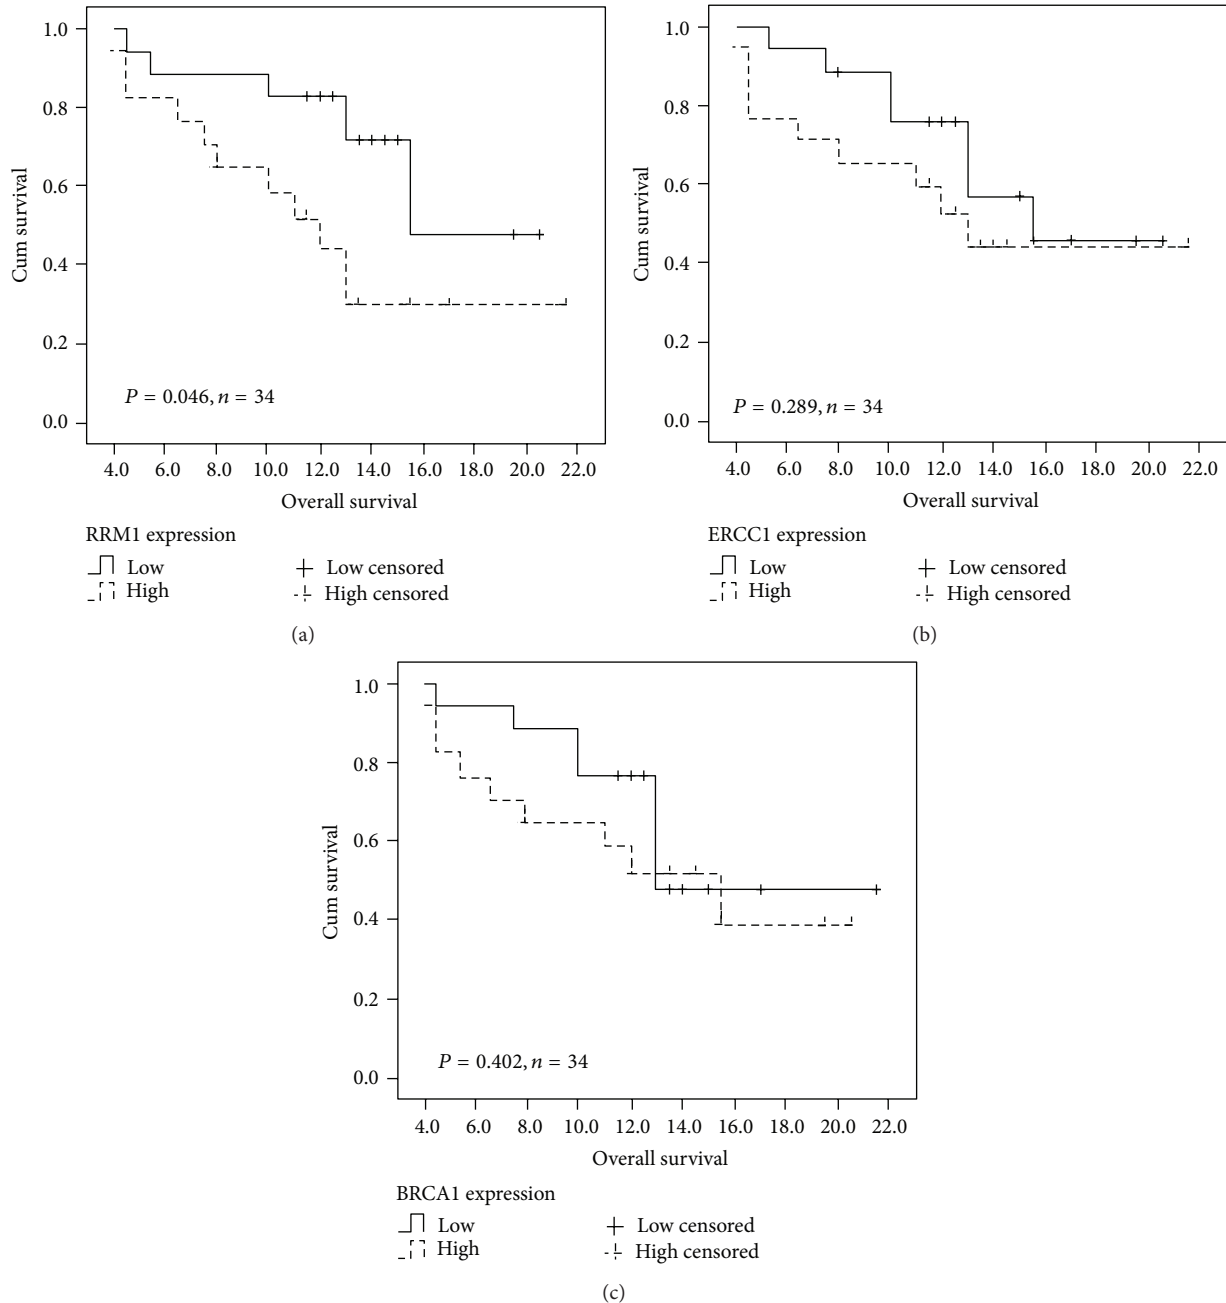 1.0
0.8
0.6
0.4
0.2
0.0
Cum survival
P = 0.046, n = 34
4.0 6.0 8.0 10.0 12.0 14.0 16.0 18.0 20.0 22.0
Overall survival
RRM1 expression
Low
High
Low censored
High censored
(a)
1.0
0.8
0.6
0.4
0.2
0.0
Cum survival
P = 0.289, n = 34
4.0 6.0 8.0 10.0 12.0 14.0 16.0 18.0 20.0 22.0
Overall survival
ERCC1 expression
Low
High
Low censored
High censored
(b)
1.0
0.8
0.6
0.4
0.2
0.0
Cum survival
P = 0.402, n = 34
4.0 6.0 8.0 10.0 12.0 14.0 16.0 18.0 20.0 22.0
Overall survival
BRCA1 expression
Low
High
Low censored
High censored
(c)